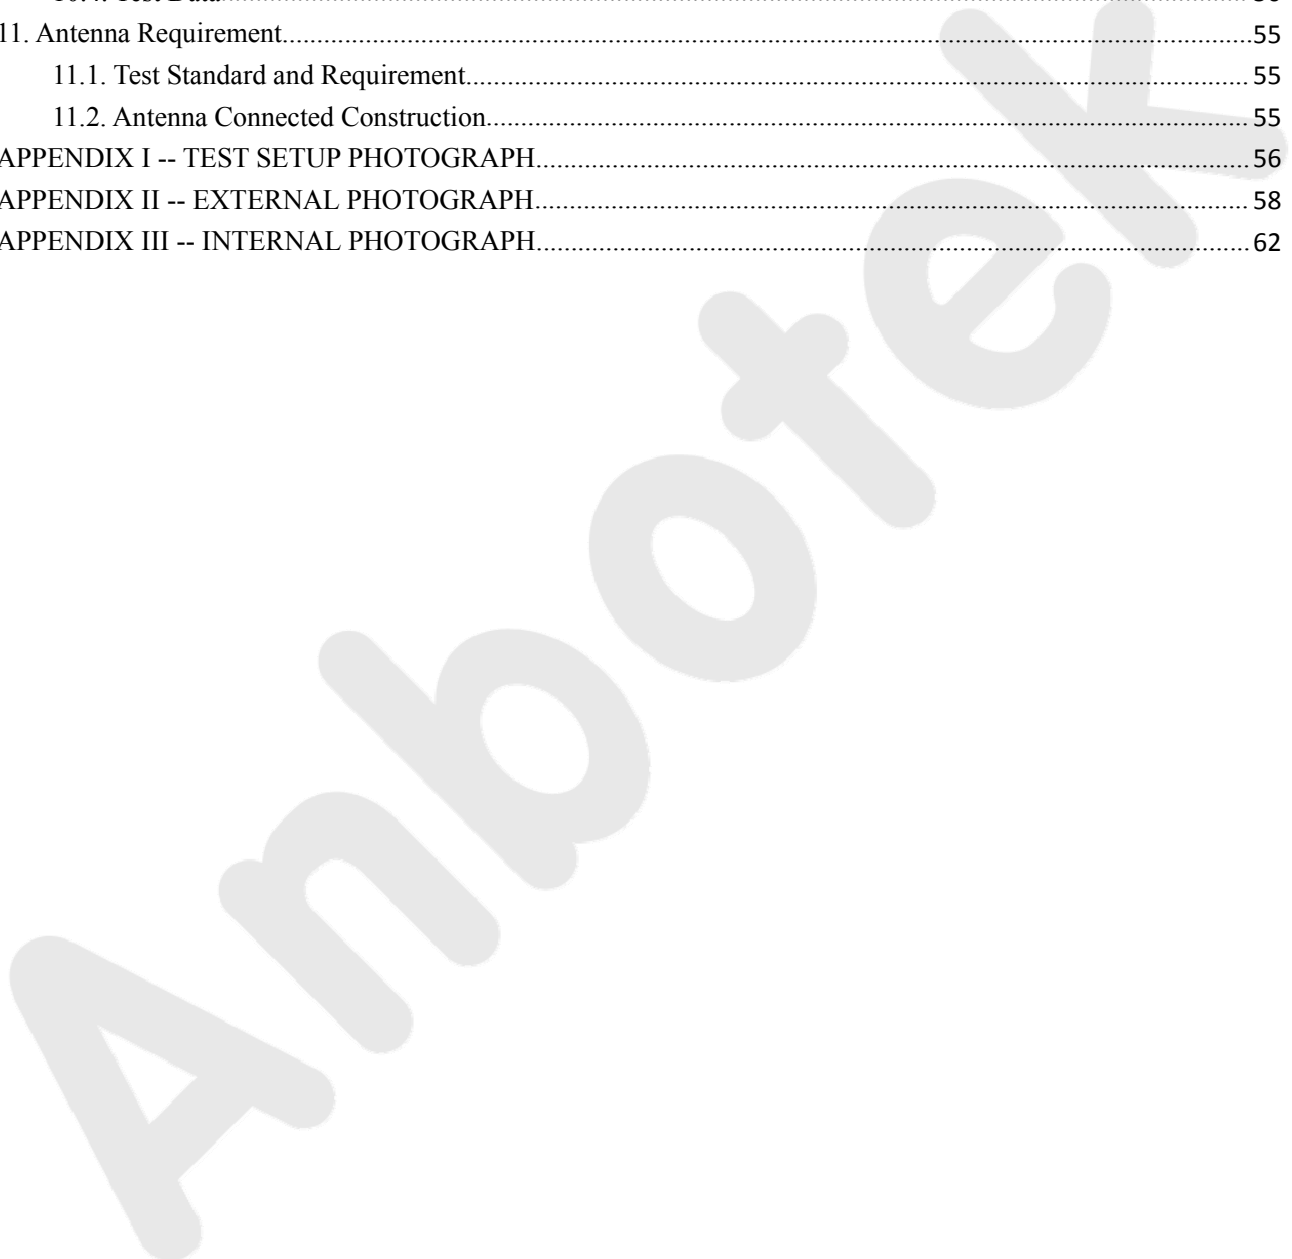 11. Antenna Requirement........55
11.1. Test Standard and Requirement........55
11.2. Antenna Connected Construction........55
APPENDIX I -- TEST SETUP PHOTOGRAPH........56
APPENDIX II -- EXTERNAL PHOTOGRAPH........58
APPENDIX III -- INTERNAL PHOTOGRAPH........62
Anbotek